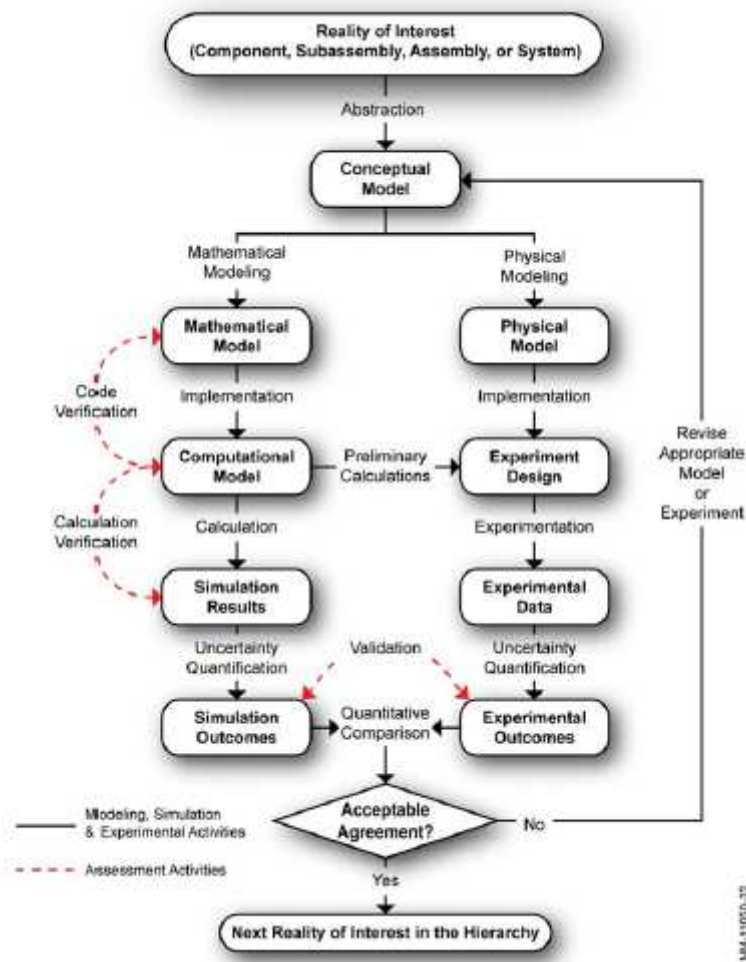 Reality of Interest
(Component, Subassembly, Assembly, or System)
Abstraction
Conceptual
Model
Mathematical
Modeling
Physical
Modeling
Mathematical
Model
Physical
Model
Code
Verification
Implementation
Implementation
Revise
Appropriate
Model
or
Experiment
Computational
Model
Preliminary
Calculations
Experiment
Design
Calculation
Verification
Calculation
Experimentation
Simulation
Results
Experimental
Data
Uncertainty
Quantification
Validation
Uncertainty
Quantification
Simulation
Outcomes
Quantitative
Comparison
Experimental
Outcomes
Modeling, Simulation
& Experimental Activities
Acceptable
Agreement?
No
Assessment Activities
Yes
Next Reality of Interest in the Hierarchy